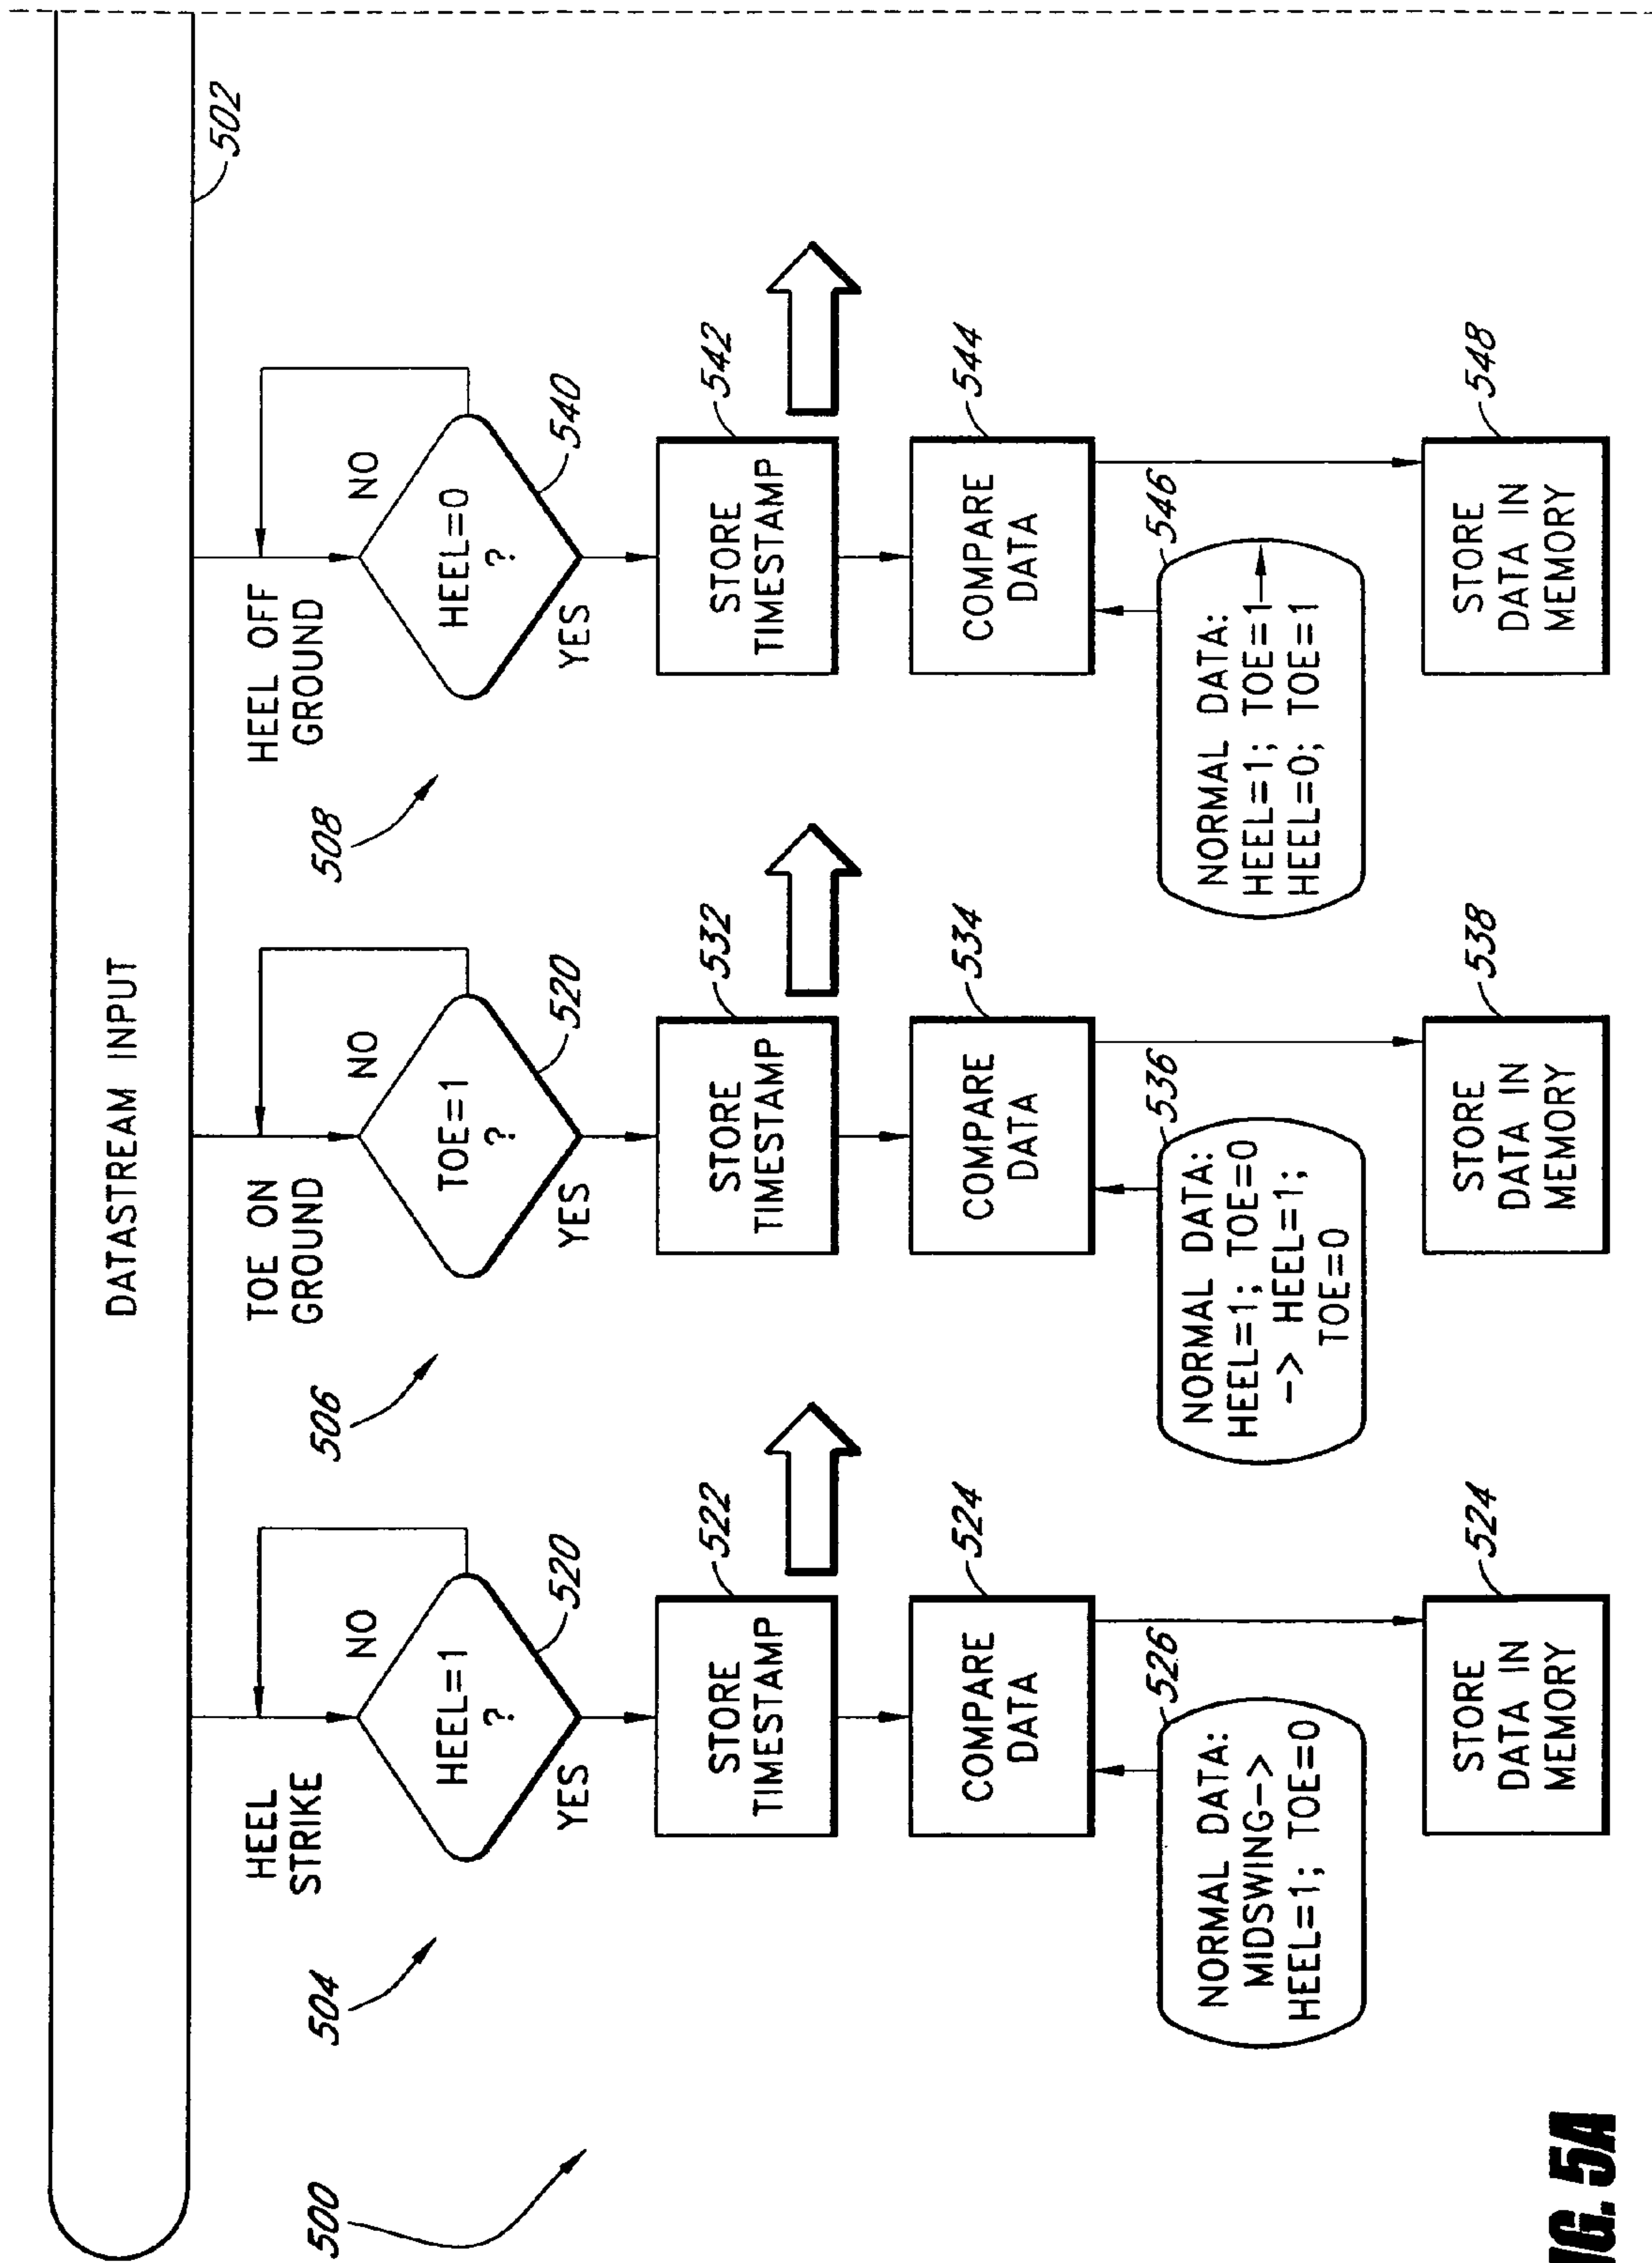 DATASTREAM INPUT
502
500
504
HEEL
STRIKE
NO
HEEL=1
?
520
YES
STORE
TIMESTAMP
522
COMPARE
DATA
524
526
NORMAL DATA:
MIDSWING->
HEEL=1; TOE=0
STORE
DATA IN
MEMORY
524
506
TOE ON
GROUND
NO
TOE=1
?
520
YES
STORE
TIMESTAMP
532
COMPARE
DATA
534
536
NORMAL DATA:
HEEL=1; TOE=0
-> HEEL=1;
TOE=0
STORE
DATA IN
MEMORY
538
508
HEEL OFF
GROUND
NO
HEEL=0
?
540
YES
STORE
TIMESTAMP
542
COMPARE
DATA
544
546
NORMAL DATA:
HEEL=1; TOE=1→
HEEL=0; TOE=1
STORE
DATA IN
MEMORY
548
IG. 5A